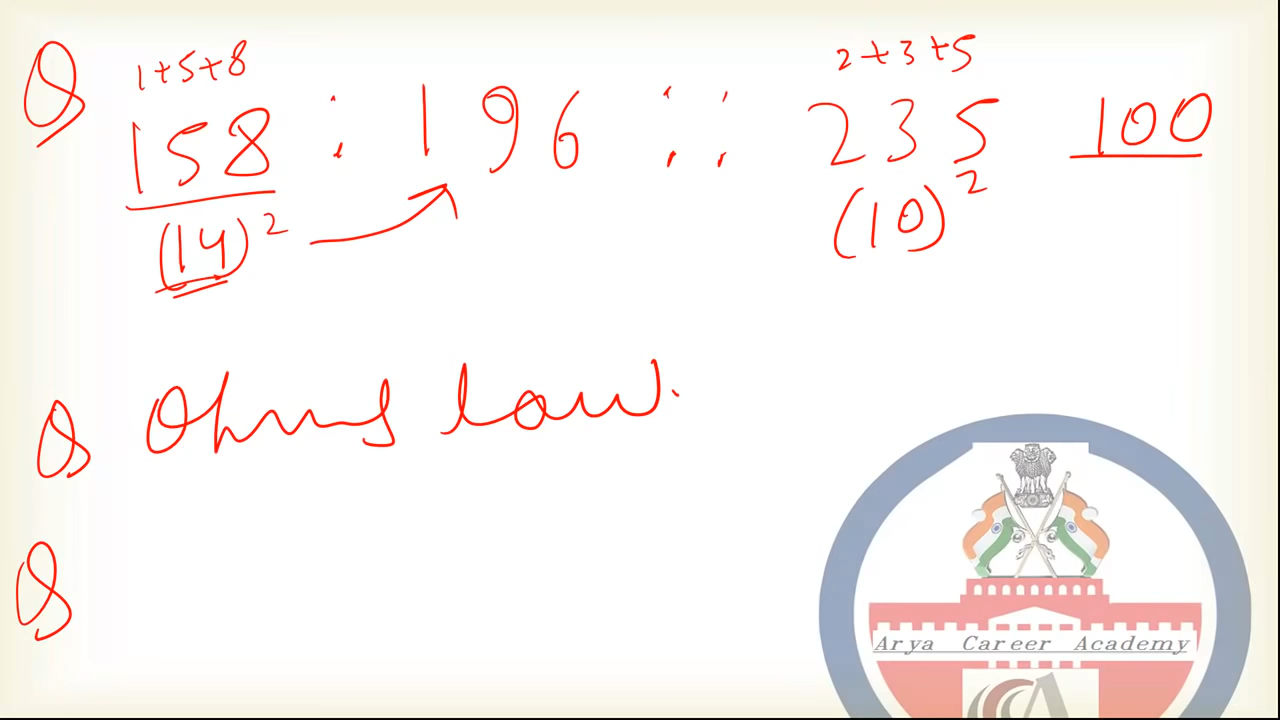 1+5+8 2+3+5
Q 158 : 196 :: 235 100
(14)² (10)²
Q Ohms law.
Q
Arya Career Academy